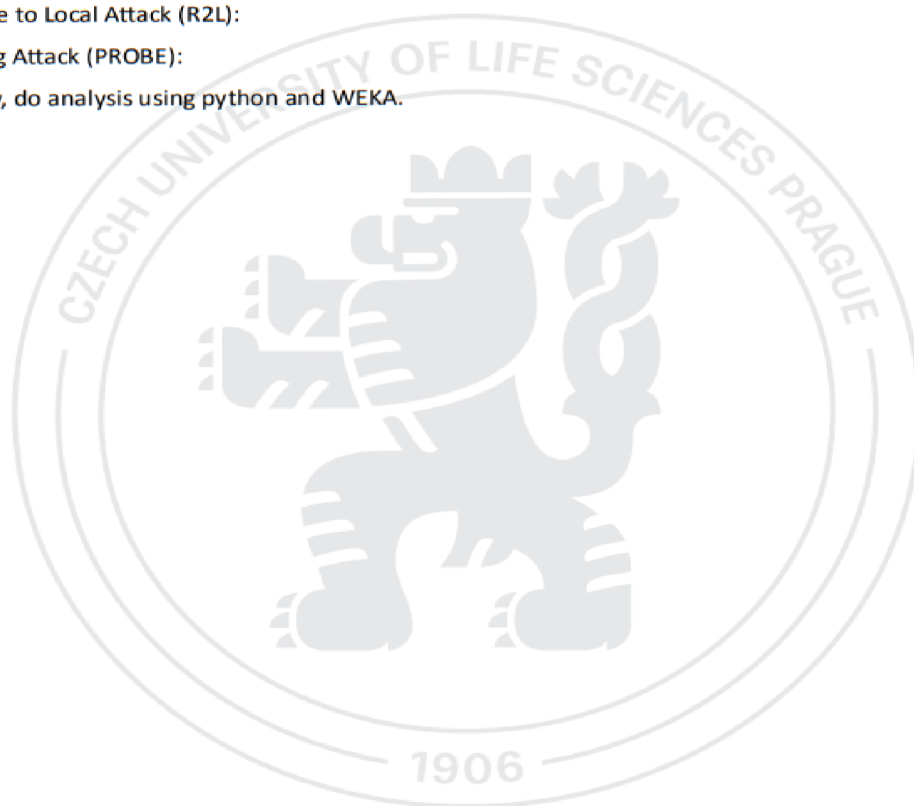 e to Local Attack (R2L):
g Attack (PROBE):
, do analysis using python and WEKA.
CZECH UNIVERSITY OF LIFE SCIENCES PRAGUE
1906